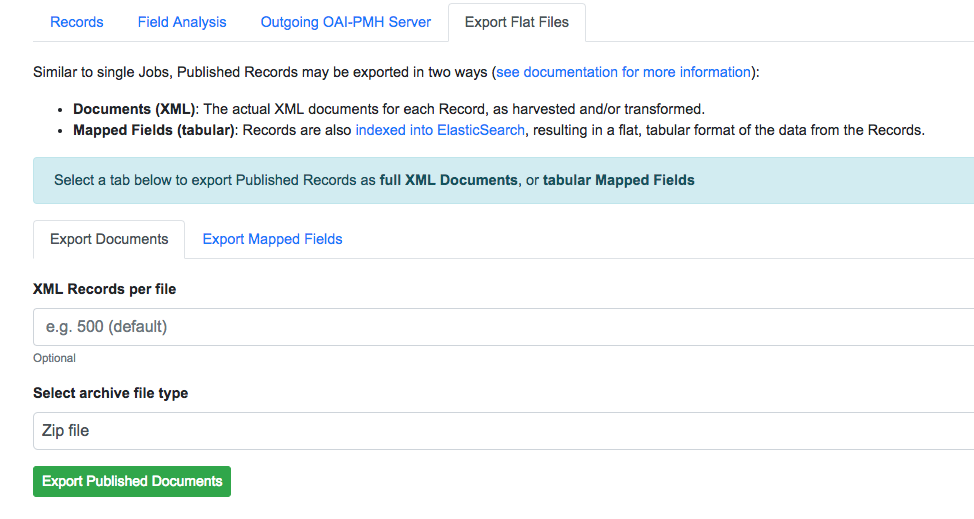 Records Field Analysis Outgoing OAI-PMH Server Export Flat Files
Similar to single Jobs, Published Records may be exported in two ways (see documentation for more information):
• Documents (XML): The actual XML documents for each Record, as harvested and/or transformed.
• Mapped Fields (tabular): Records are also indexed into ElasticSearch, resulting in a flat, tabular format of the data from the Records.
Select a tab below to export Published Records as full XML Documents, or tabular Mapped Fields
Export Documents Export Mapped Fields
XML Records per file
e.g. 500 (default)
Optional
Select archive file type
Zip file
Export Published Documents